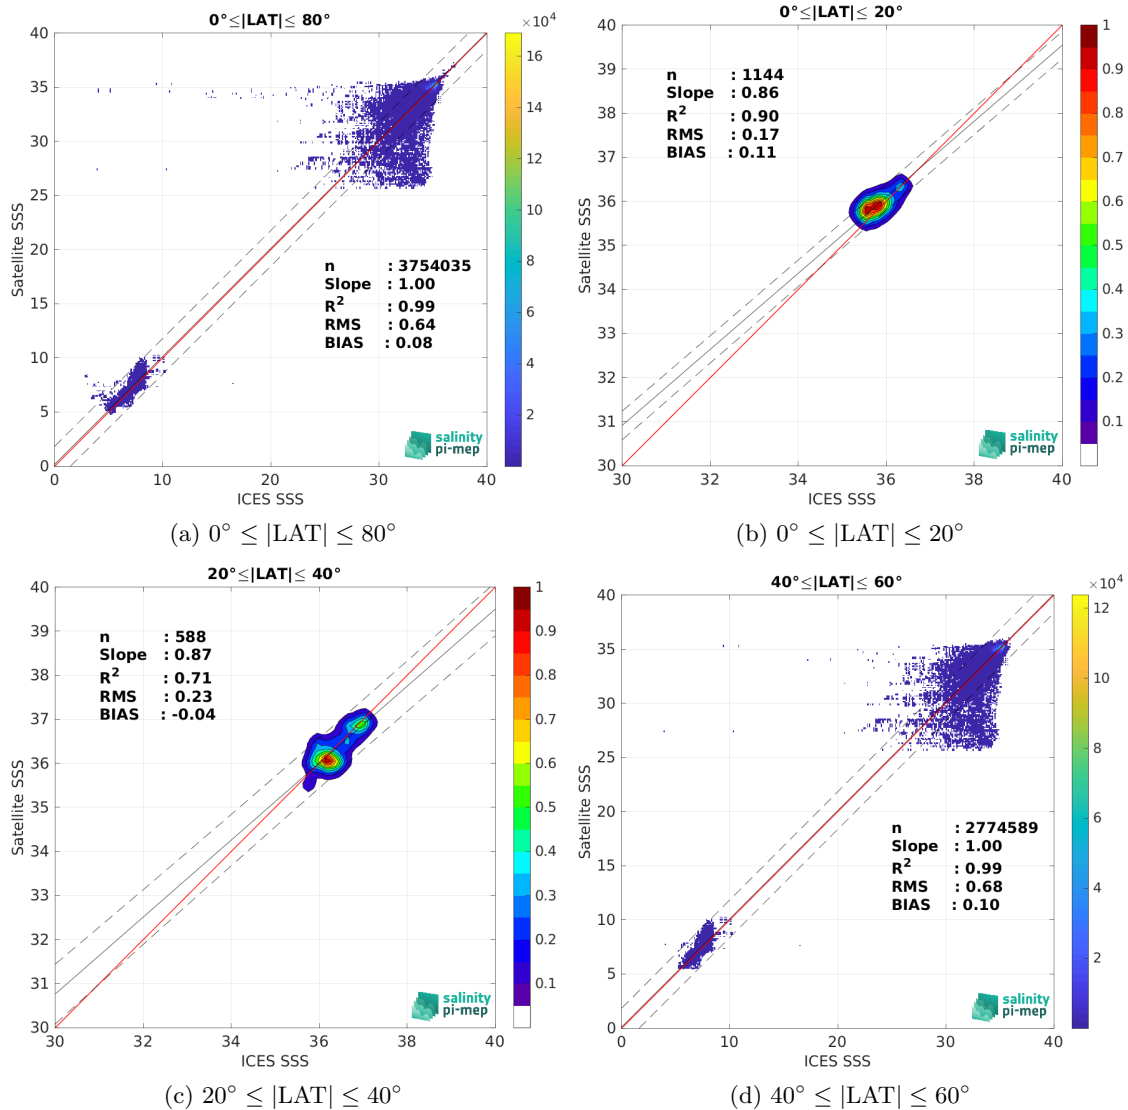 0°≤|LAT|≤ 80°
×10⁴
40
35
30
25
20
15
10
5
0
Satellite SSS
n : 3754035
Slope : 1.00
R² : 0.99
RMS : 0.64
BIAS : 0.08
salinity
pi-mep
0 10 20 30 40
ICES SSS
16
14
12
10
8
6
4
2
(a) 0° ≤ |LAT| ≤ 80°
0°≤|LAT|≤ 20°
40
39
38
37
36
35
34
33
32
31
30
Satellite SSS
n : 1144
Slope : 0.86
R² : 0.90
RMS : 0.17
BIAS : 0.11
salinity
pi-mep
30 32 34 36 38 40
ICES SSS
1
0.9
0.8
0.7
0.6
0.5
0.4
0.3
0.2
0.1
(b) 0° ≤ |LAT| ≤ 20°
20°≤|LAT|≤ 40°
40
39
38
37
36
35
34
33
32
31
30
Satellite SSS
n : 588
Slope : 0.87
R² : 0.71
RMS : 0.23
BIAS : -0.04
salinity
pi-mep
30 32 34 36 38 40
ICES SSS
1
0.9
0.8
0.7
0.6
0.5
0.4
0.3
0.2
0.1
(c) 20° ≤ |LAT| ≤ 40°
40°≤|LAT|≤ 60°
×10⁴
40
35
30
25
20
15
10
5
0
Satellite SSS
n : 2774589
Slope : 1.00
R² : 0.99
RMS : 0.68
BIAS : 0.10
salinity
pi-mep
0 10 20 30 40
ICES SSS
12
10
8
6
4
2
(d) 40° ≤ |LAT| ≤ 60°